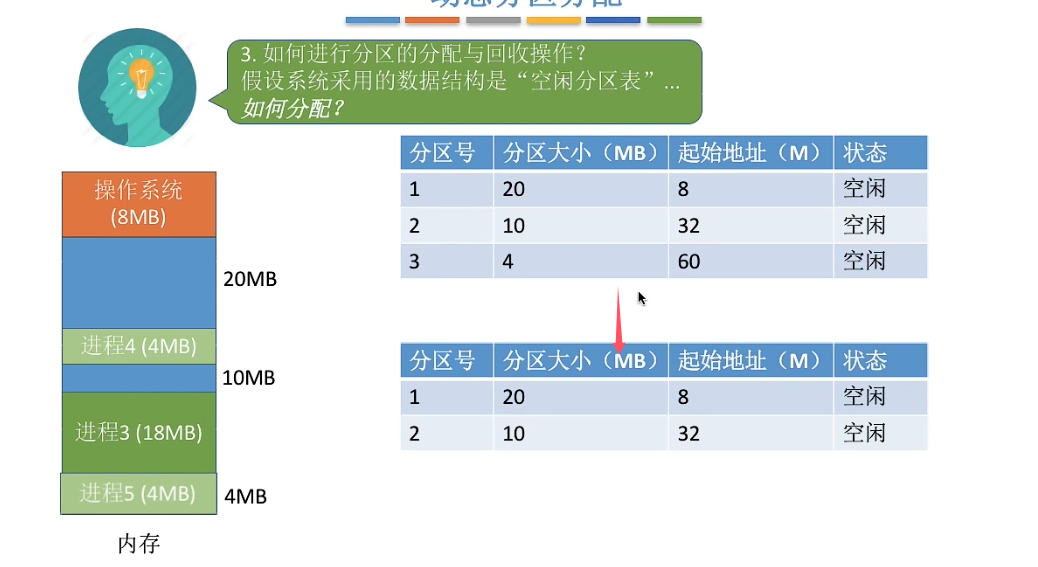 3. 如何进行分区的分配与回收操作？
假设系统采用的数据结构是“空闲分区表”...
如何分配？
分区号 分区大小（MB） 起始地址（M） 状态
1 20 8 空闲
2 10 32 空闲
3 4 60 空闲
分区号 分区大小（MB） 起始地址（M） 状态
1 20 8 空闲
2 10 32 空闲
操作系统
(8MB)
20MB
进程4 (4MB)
10MB
进程3 (18MB)
进程5 (4MB) 4MB
内存